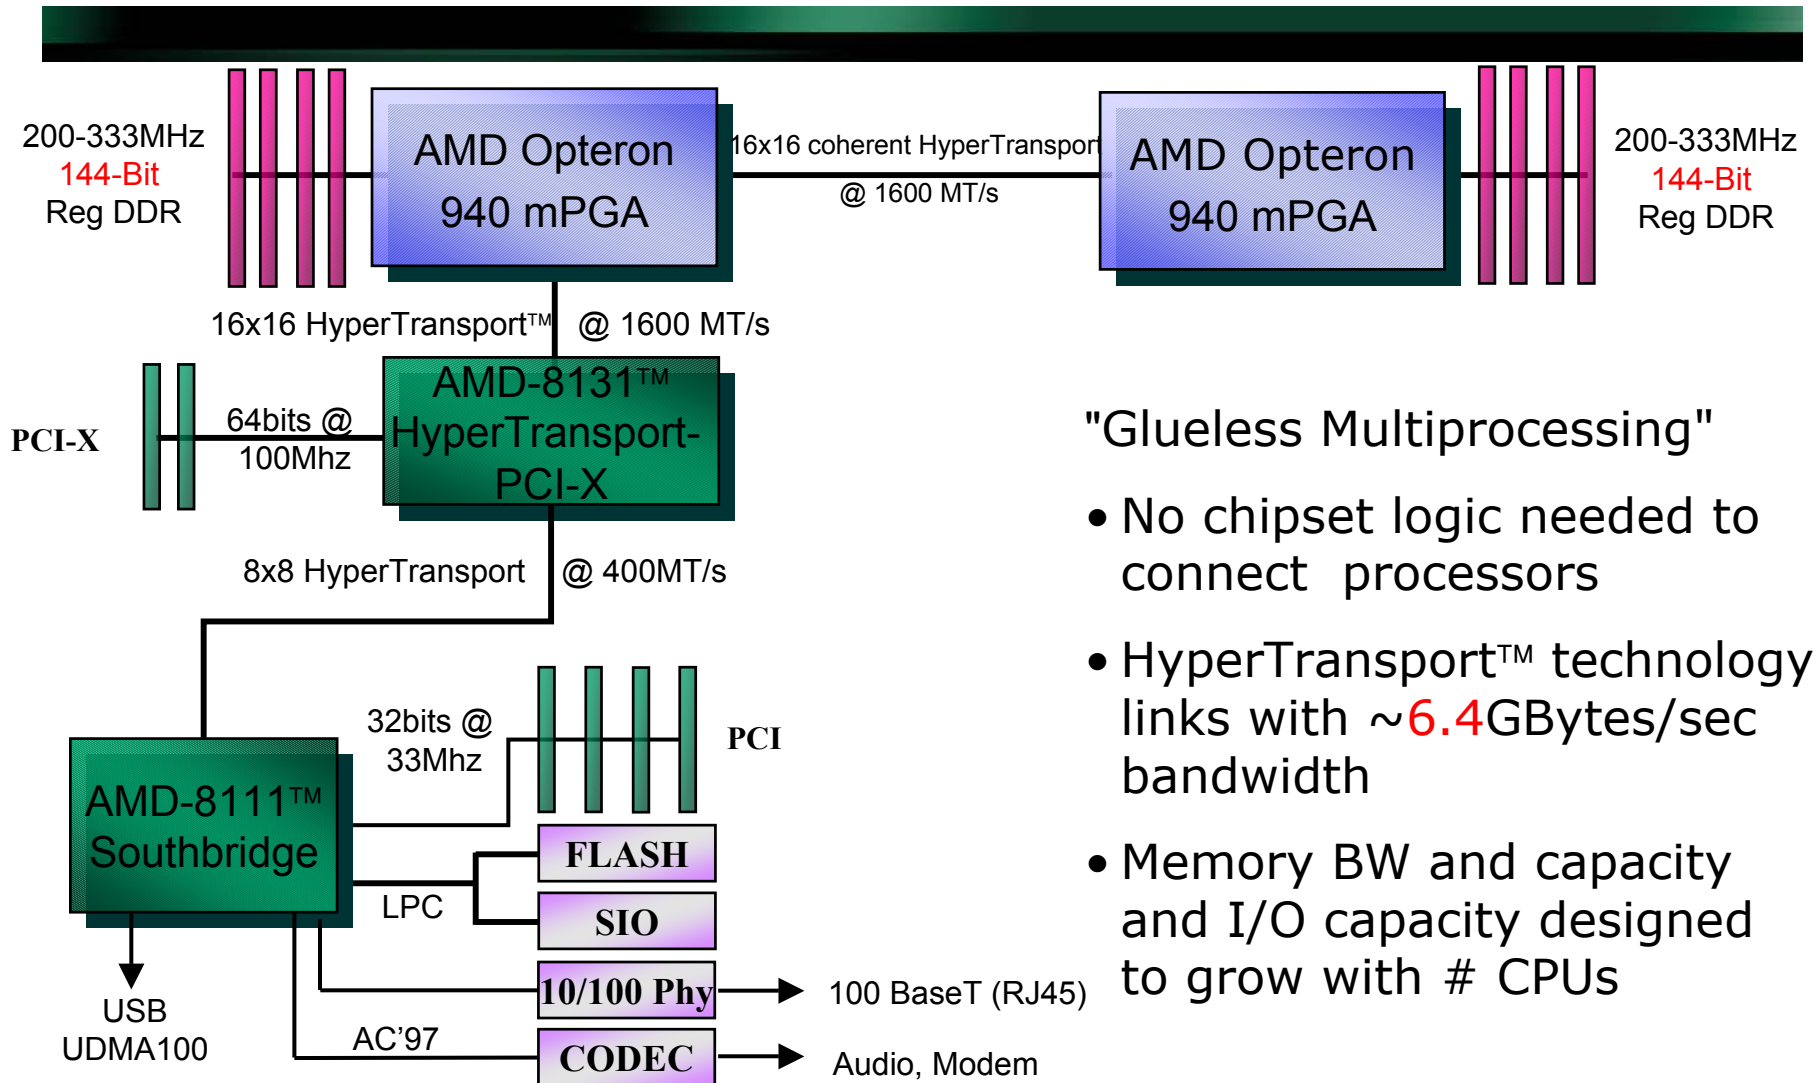 200-333MHz
144-Bit
Reg DDR
AMD Opteron
940 mPGA
16x16 coherent HyperTransport
@ 1600 MT/s
AMD Opteron
940 mPGA
200-333MHz
144-Bit
Reg DDR
16x16 HyperTransport™ @ 1600 MT/s
PCI-X
64bits @
100Mhz
AMD-8131™
HyperTransport-
PCI-X
8x8 HyperTransport @ 400MT/s
32bits @
33Mhz
PCI
AMD-8111™
Southbridge
LPC
FLASH
SIO
10/100 Phy
100 BaseT (RJ45)
USB
UDMA100
AC’97
CODEC
Audio, Modem
"Glueless Multiprocessing"
• No chipset logic needed to
connect processors
• HyperTransport™ technology
links with ~6.4GBytes/sec
bandwidth
• Memory BW and capacity
and I/O capacity designed
to grow with # CPUs